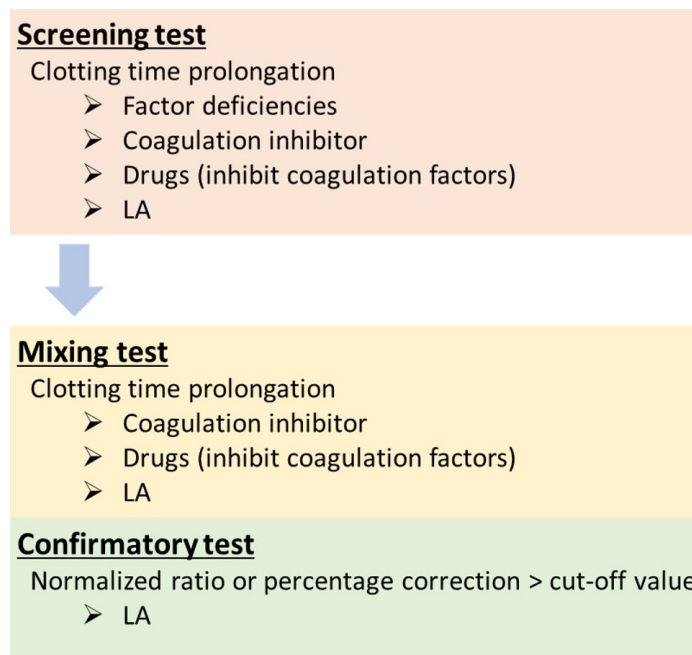 Screening test
Clotting time prolongation
➢ Factor deficiencies
➢ Coagulation inhibitor
➢ Drugs (inhibit coagulation factors)
➢ LA
Mixing test
Clotting time prolongation
➢ Coagulation inhibitor
➢ Drugs (inhibit coagulation factors)
➢ LA
Confirmatory test
Normalized ratio or percentage correction > cut-off value
➢ LA